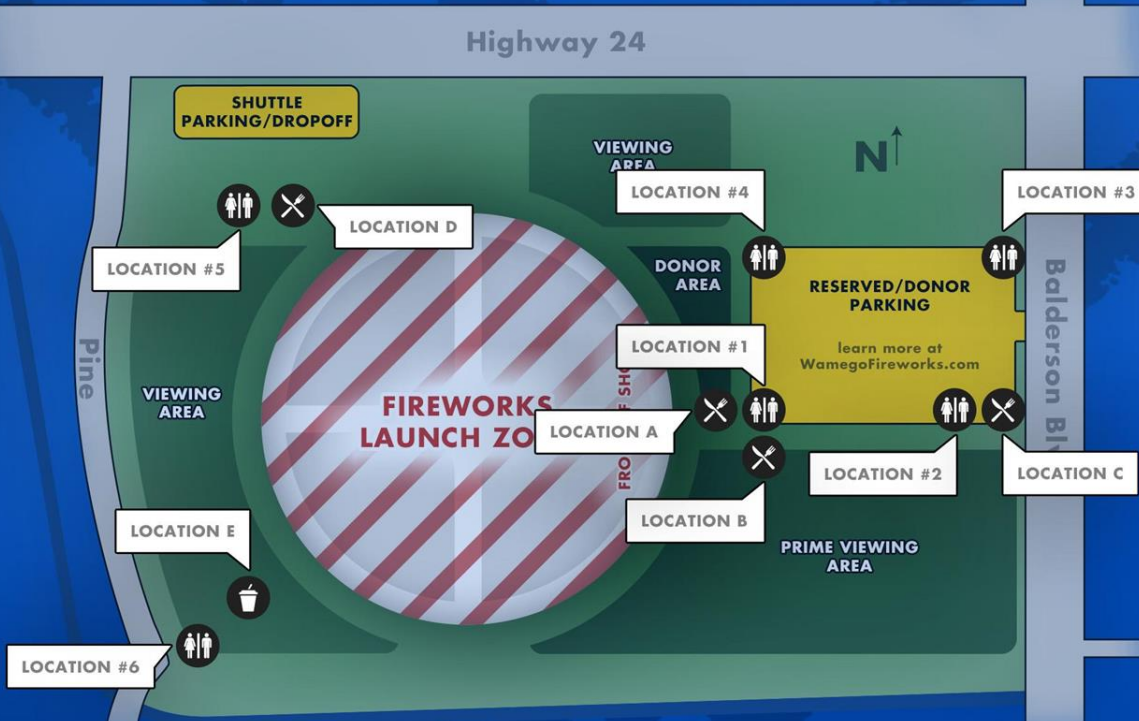 Highway 24
SHUTTLE
PARKING/DROPOFF
VIEWING
AREA
N
LOCATION #4
LOCATION #3
LOCATION D
LOCATION #5
DONOR
AREA
RESERVED/DONOR
PARKING
learn more at
WamegoFireworks.com
Balderson
Pine
LOCATION #1
VIEWING
AREA
FIREWORKS
LAUNCH
LOCATION A
LOCATION #2
LOCATION C
LOCATION B
LOCATION E
PRIME VIEWING
AREA
LOCATION #6